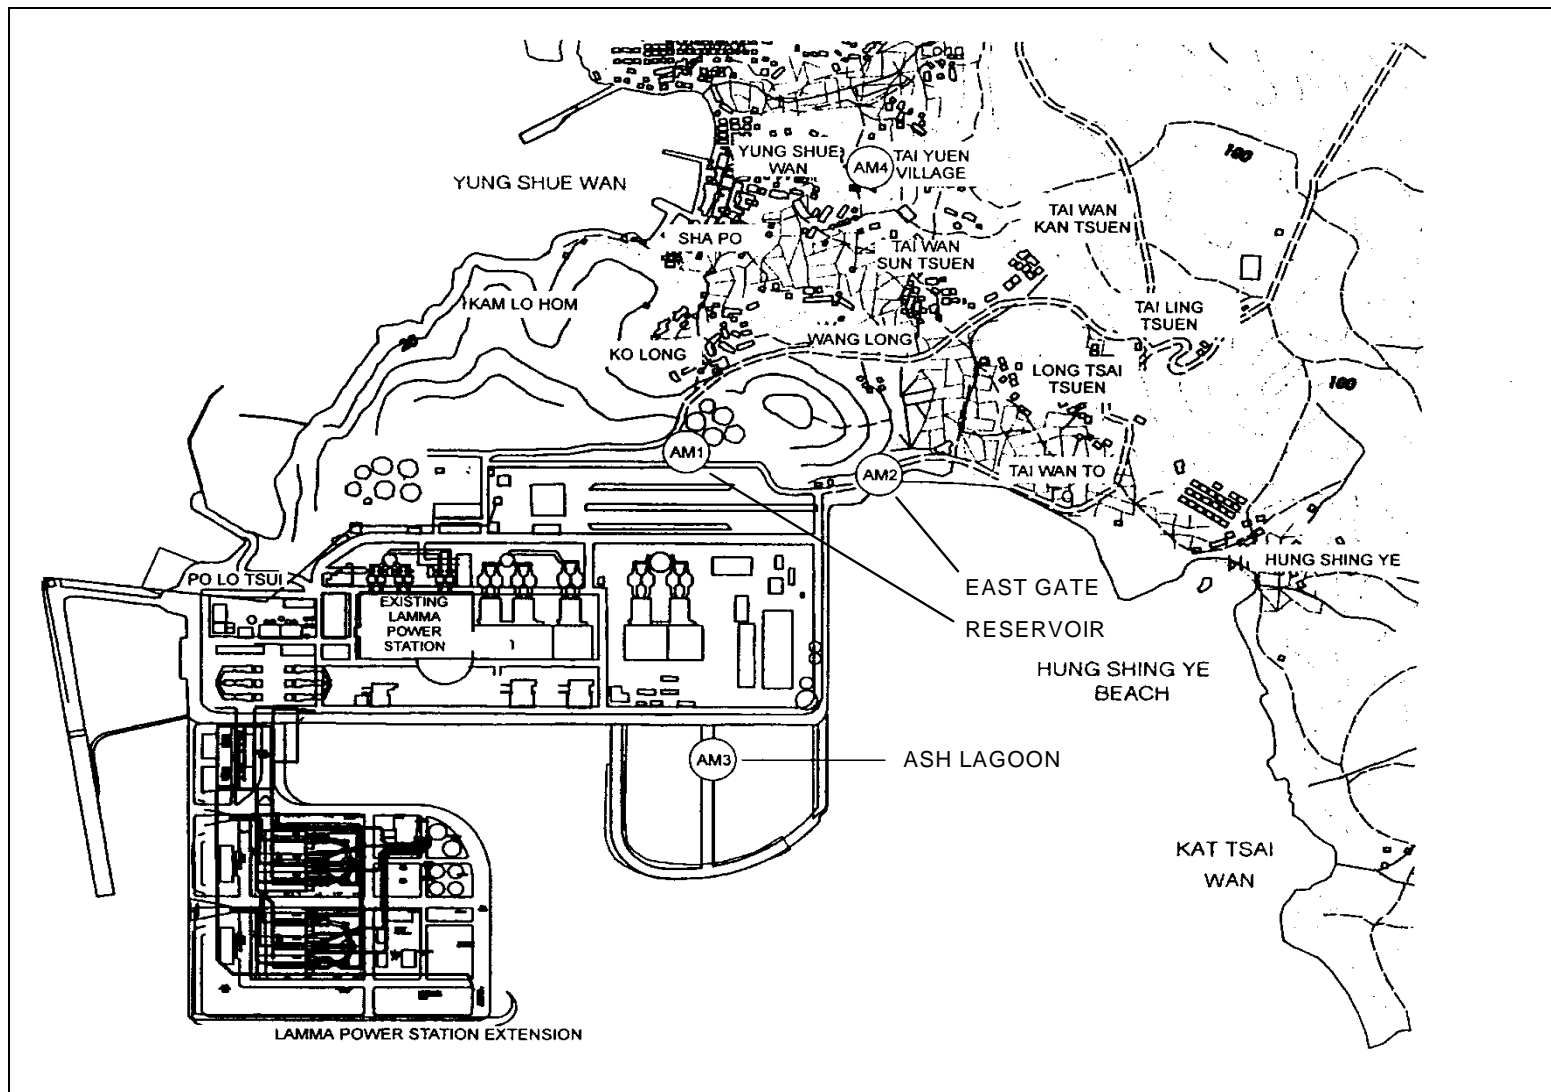 100
YUNG SHUE
WAN
AM4
TAI YUEN
VILLAGE
YUNG SHUE WAN
TAI WAN
KAN TSUEN
SHA PO
TAI WAN
SUN TSUEN
KAM LO HOM
TAI LING
TSUEN
20
KO LONG
WANG LONG
LONG TSAI
TSUEN
100
AM1
AM2
TAI WAN TO
HUNG SHING YE
PO LO TSUI
EXISTING
LAMMA
POWER
STATION
EAST GATE
RESERVOIR
HUNG SHING YE
BEACH
AM3
ASH LAGOON
KAT TSAI
WAN
LAMMA POWER STATION EXTENSION